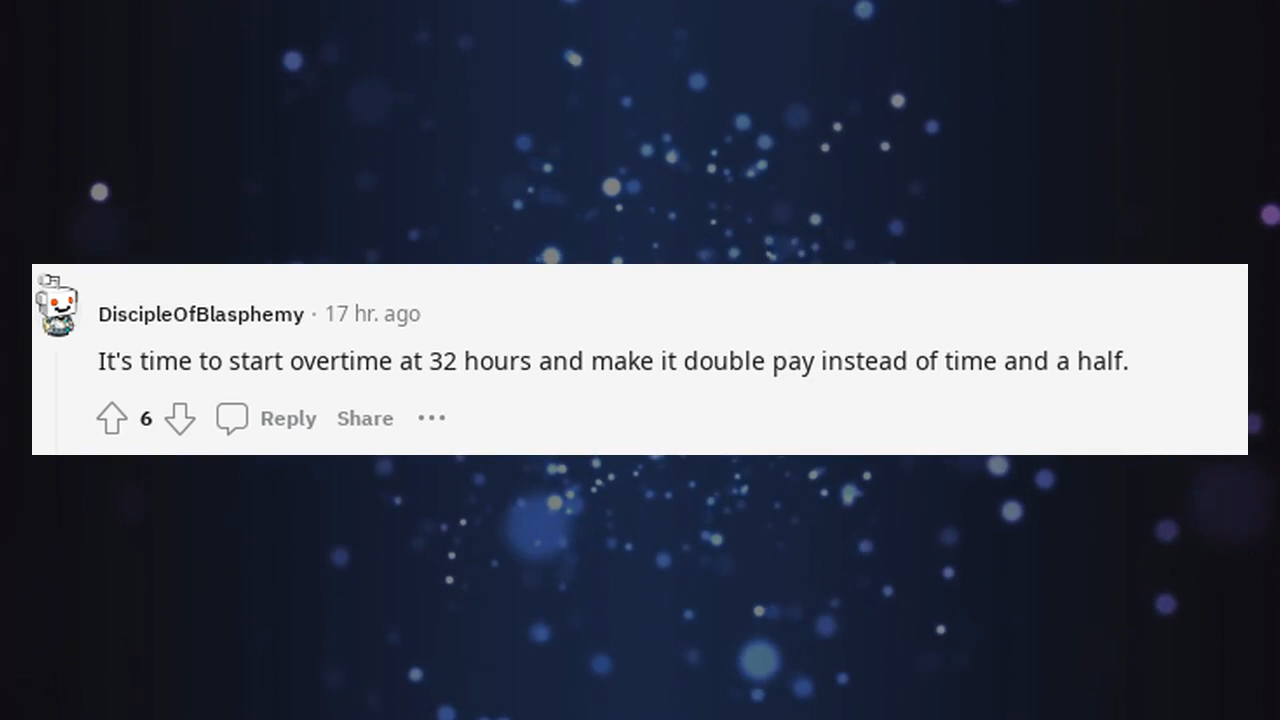 DiscipleOfBlasphemy · 17 hr. ago
It's time to start overtime at 32 hours and make it double pay instead of time and a half.
6 Reply Share ···